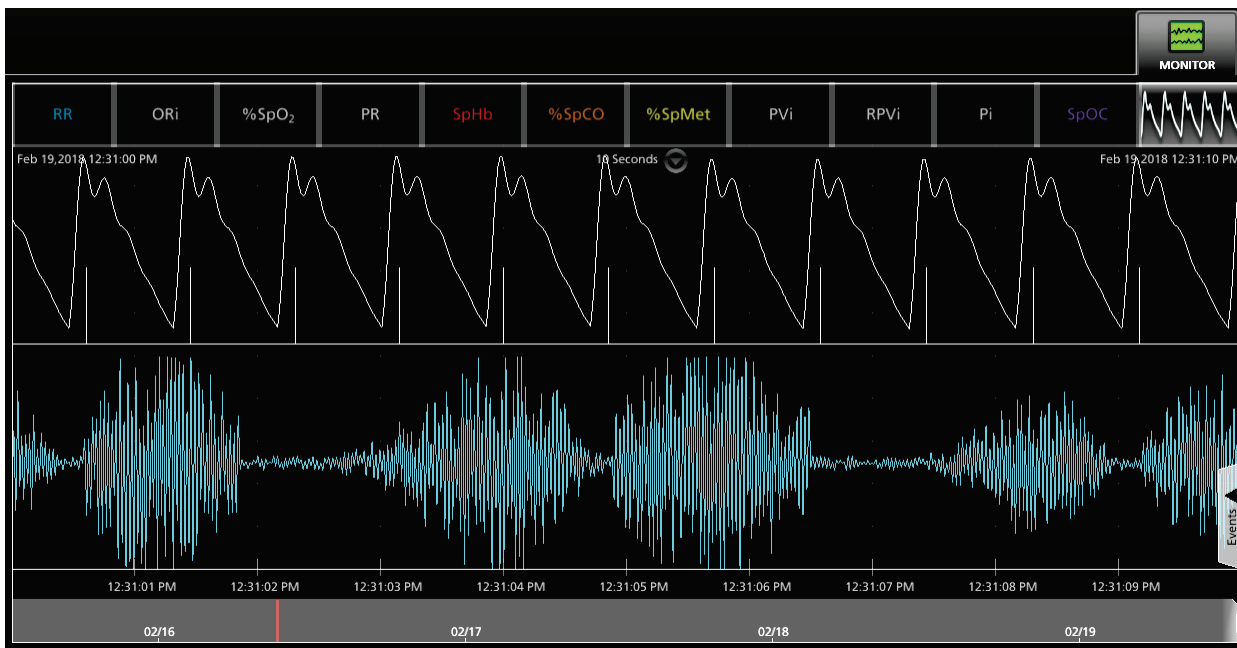 MONITOR
RR ORi %SpO₂ PR SpHb %SpCO %SpMet PVi RPVi Pi SpOC
Feb 19,2018 12:31:00 PM 10 Seconds Feb 19,2018 12:31:10 PM
Events
12:31:01 PM 12:31:02 PM 12:31:03 PM 12:31:04 PM 12:31:05 PM 12:31:06 PM 12:31:07 PM 12:31:08 PM 12:31:09 PM
02/16 02/17 02/18 02/19